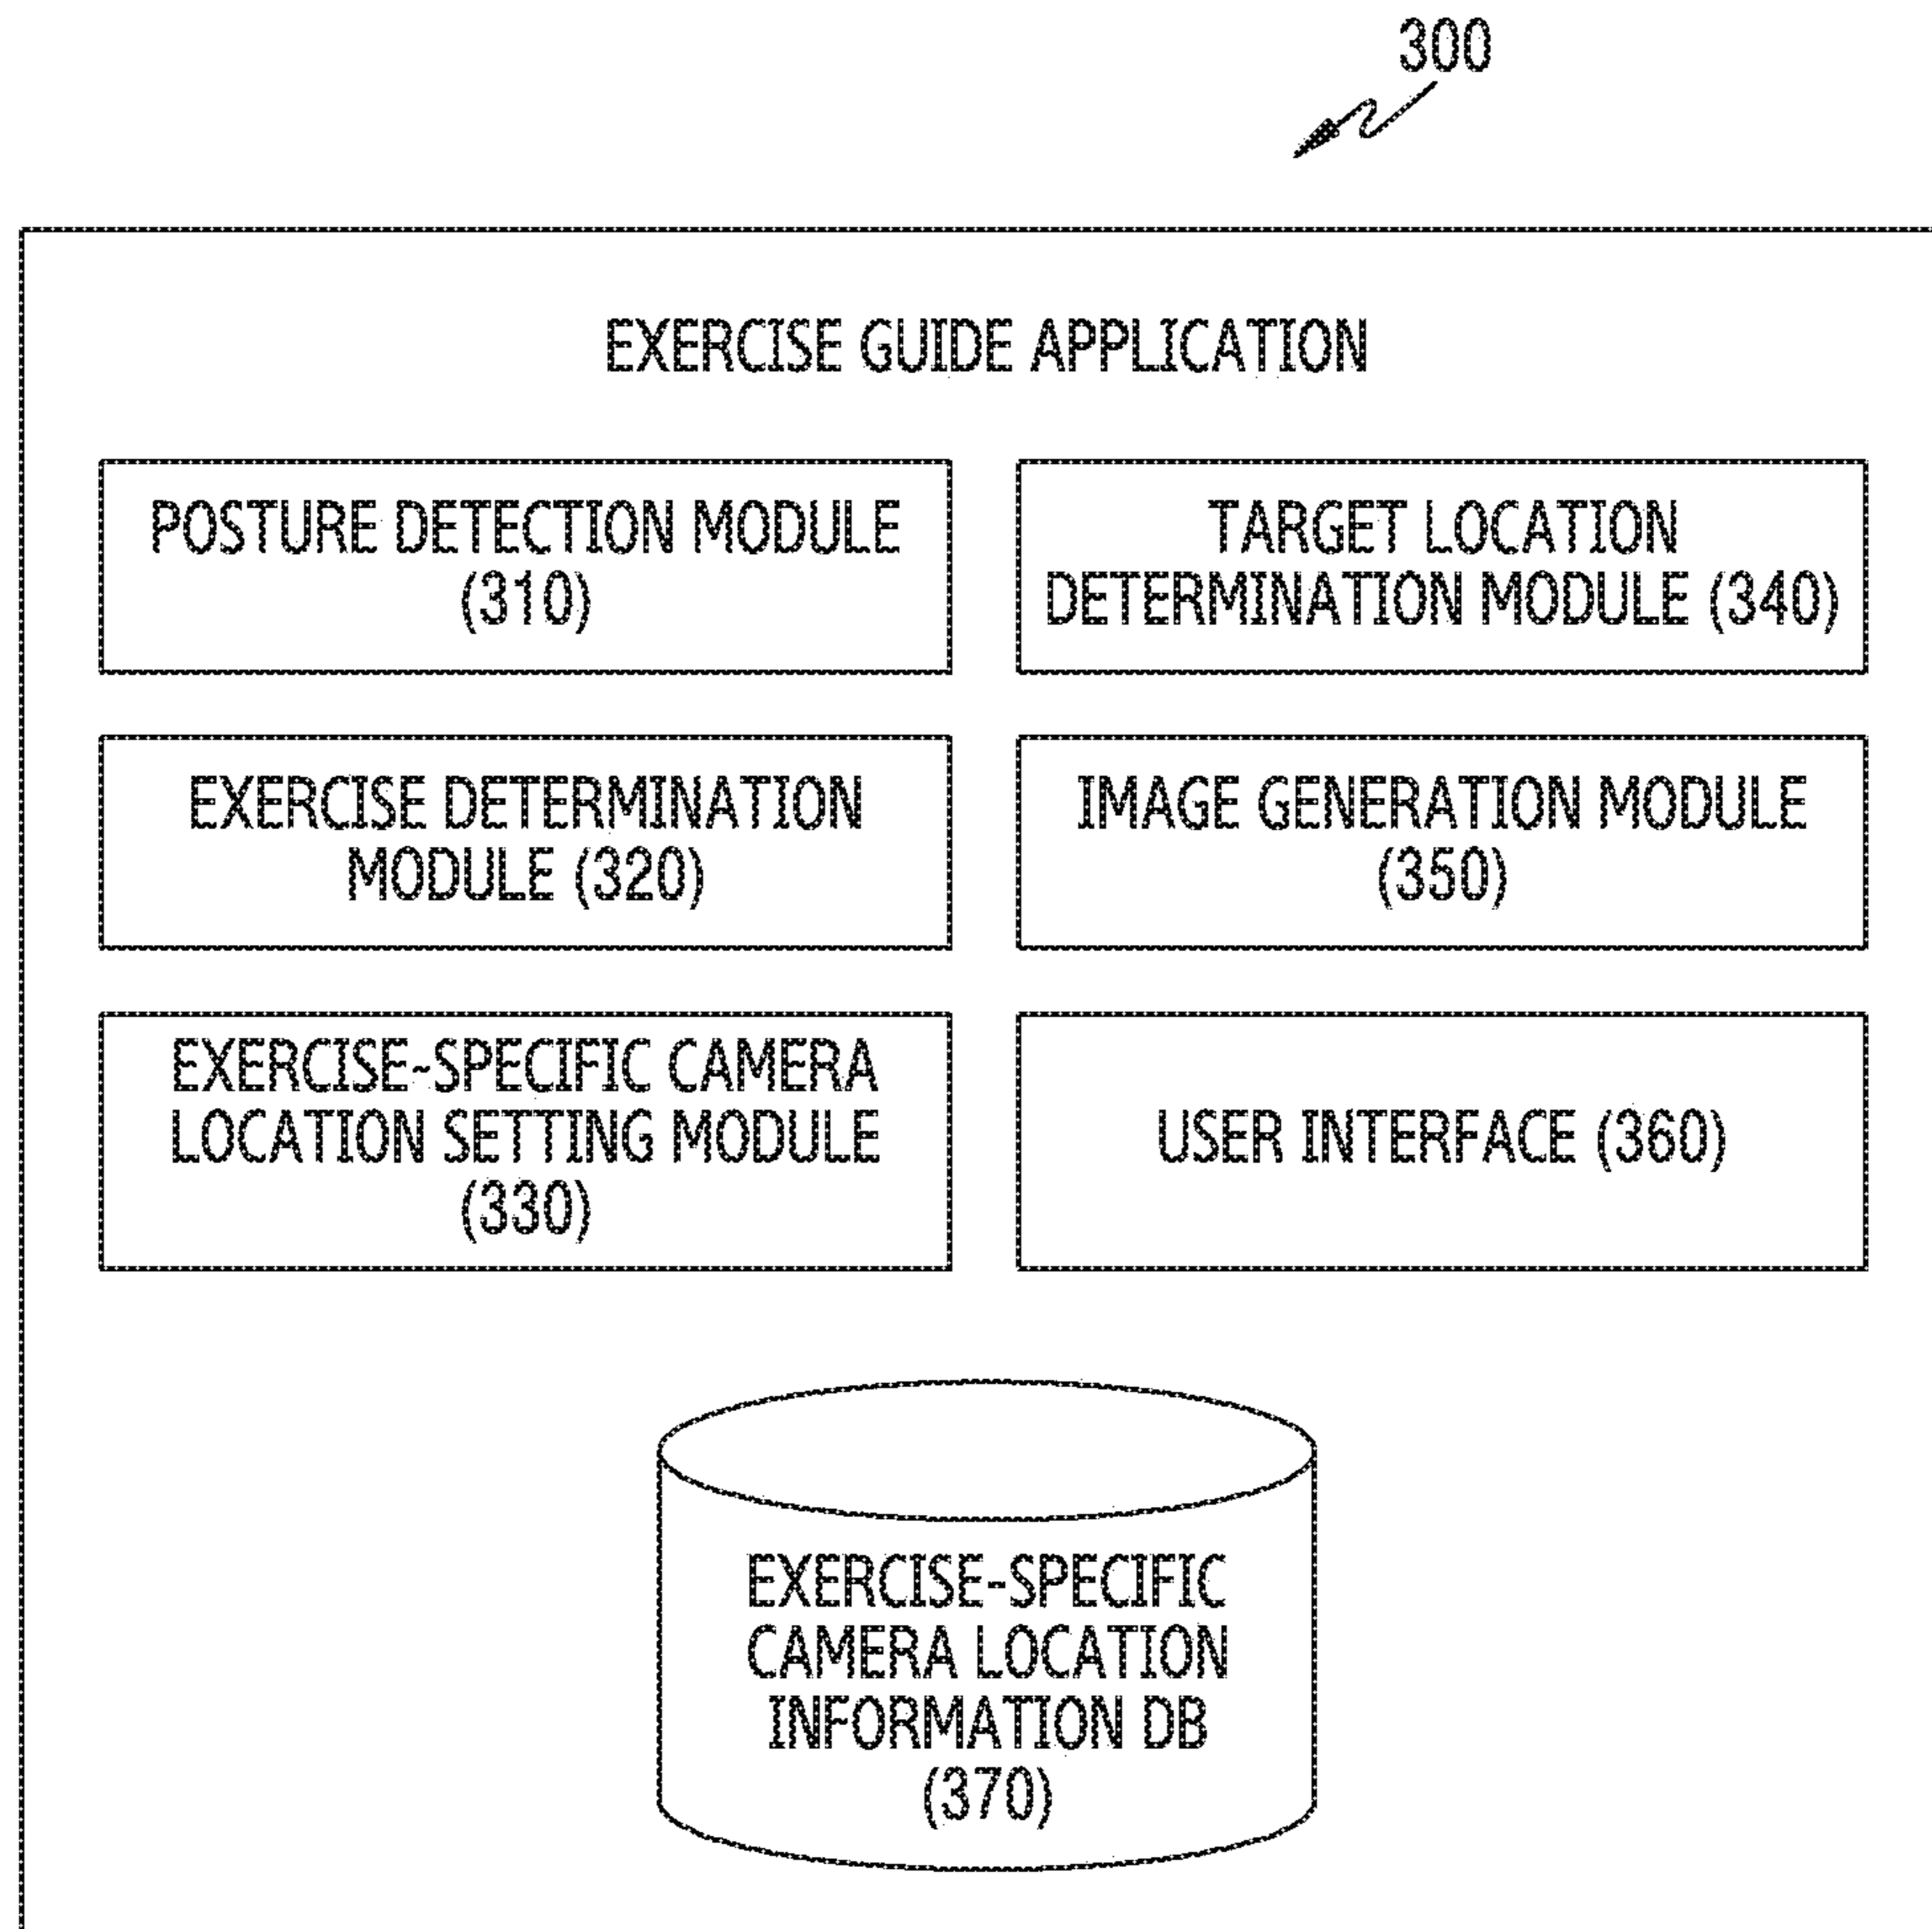 300
EXERCISE GUIDE APPLICATION
POSTURE DETECTION MODULE
(310)
TARGET LOCATION
DETERMINATION MODULE (340)
EXERCISE DETERMINATION
MODULE (320)
IMAGE GENERATION MODULE
(350)
EXERCISE-SPECIFIC CAMERA
LOCATION SETTING MODULE
(330)
USER INTERFACE (360)
EXERCISE-SPECIFIC
CAMERA LOCATION
INFORMATION DB
(370)